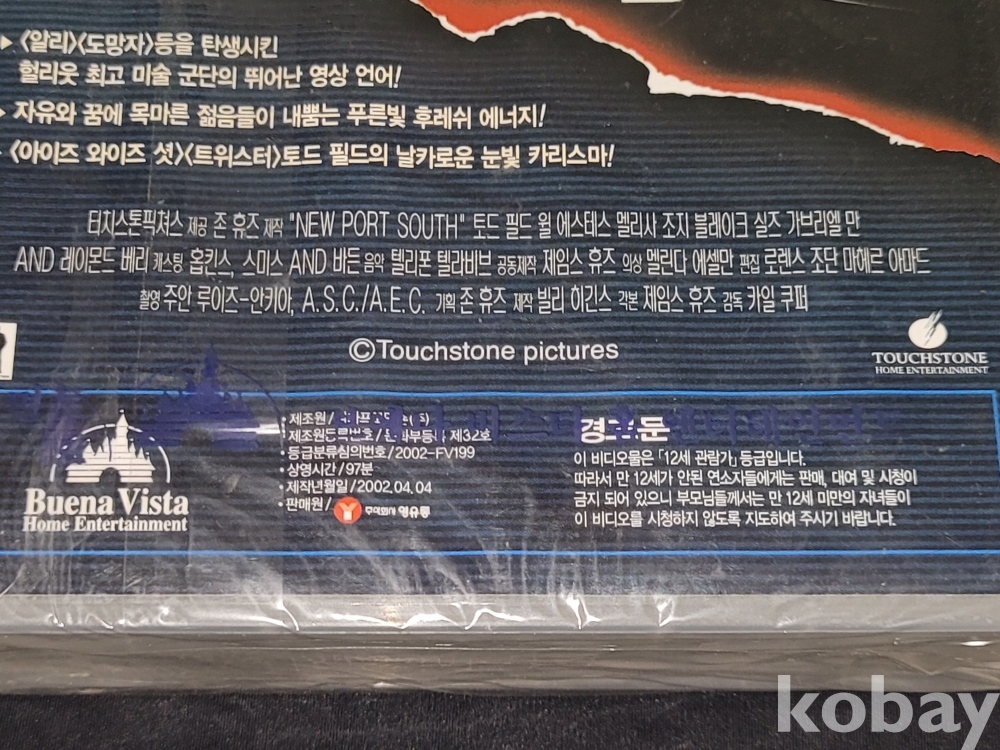 ▶ <알리><도망자>등을 탄생시킨
헐리웃 최고 미술 군단의 뛰어난 영상 언어!
자유와 꿈에 목마른 젊음들이 내뿜는 푸른빛 후레쉬 에너지!
<아이즈 와이즈 셧><트위스터>토드 필드의 날카로운 눈빛 카리스마!
터치스톤픽쳐스 제공 존 휴즈 제작 "NEW PORT SOUTH" 토드 필드 윌 에스테스 멜리사 조지 블레이크 실즈 가브리엘 만
AND 레이몬드 베리 캐스팅 홉킨스, 스미스 AND 바든 음악 텔리폰 텔라비브 공동제작 제임스 휴즈 의상 멜린다 에셀만 편집 로렌스 조단 마헤르 아마드
촬영 주안 루이즈-안키아, A.S.C./A.E.C. 기획 존 휴즈 제작 빌리 히긴스 각본 제임스 휴즈 감독 카일 쿠퍼
©Touchstone pictures
TOUCHSTONE
HOME ENTERTAINMENT
Buena Vista
Home Entertainment
• 제조원/
• 제조원등록번호/ 제32호
• 등급분류심의번호/2002-FV199
• 상영시간/97분
• 제작년월일/2002.04.04
• 판매원/ 주식회사 영유통
경고문
이 비디오물은 「12세 관람가」 등급입니다.
따라서 만 12세가 안된 연소자들에게는 판매, 대여 및 시청이
금지 되어 있으니 부모님들께서는 만 12세 미만의 자녀들이
이 비디오를 시청하지 않도록 지도하여 주시기 바랍니다.
kobay